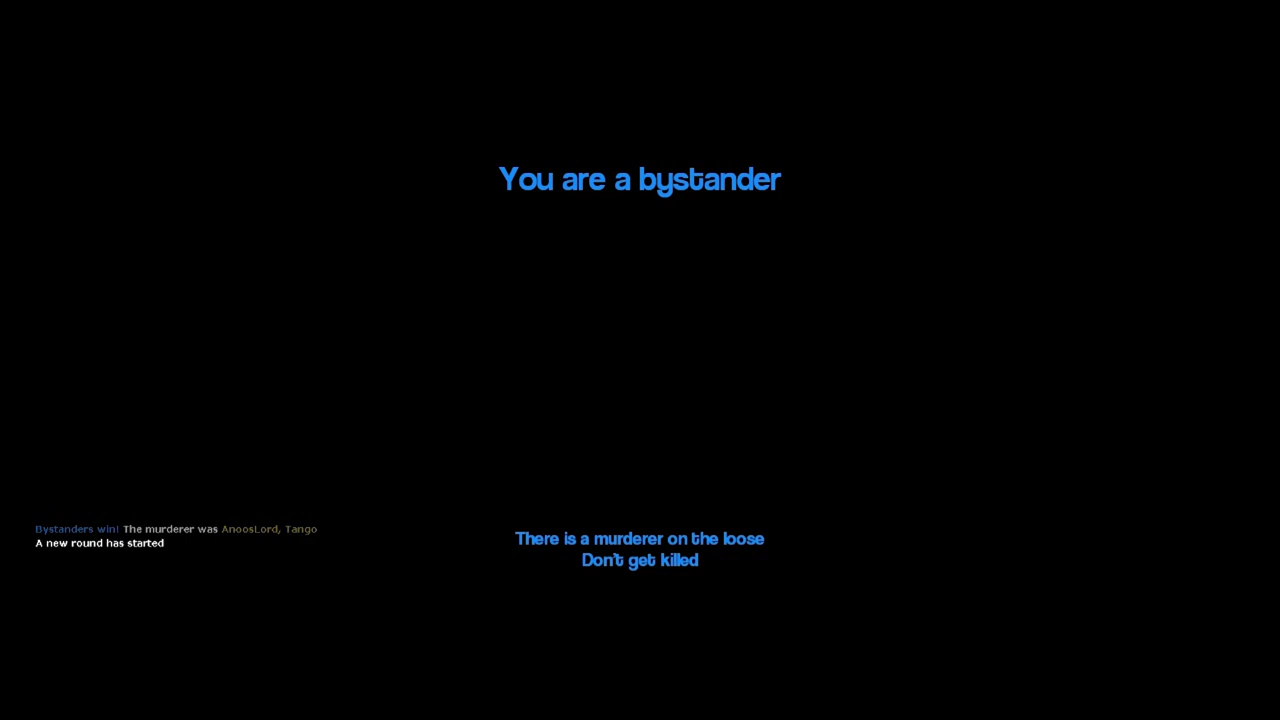 You are a bystander
Bystanders win! The murderer was AnoosLord, Tango
A new round has started
There is a murderer on the loose
Don't get killed